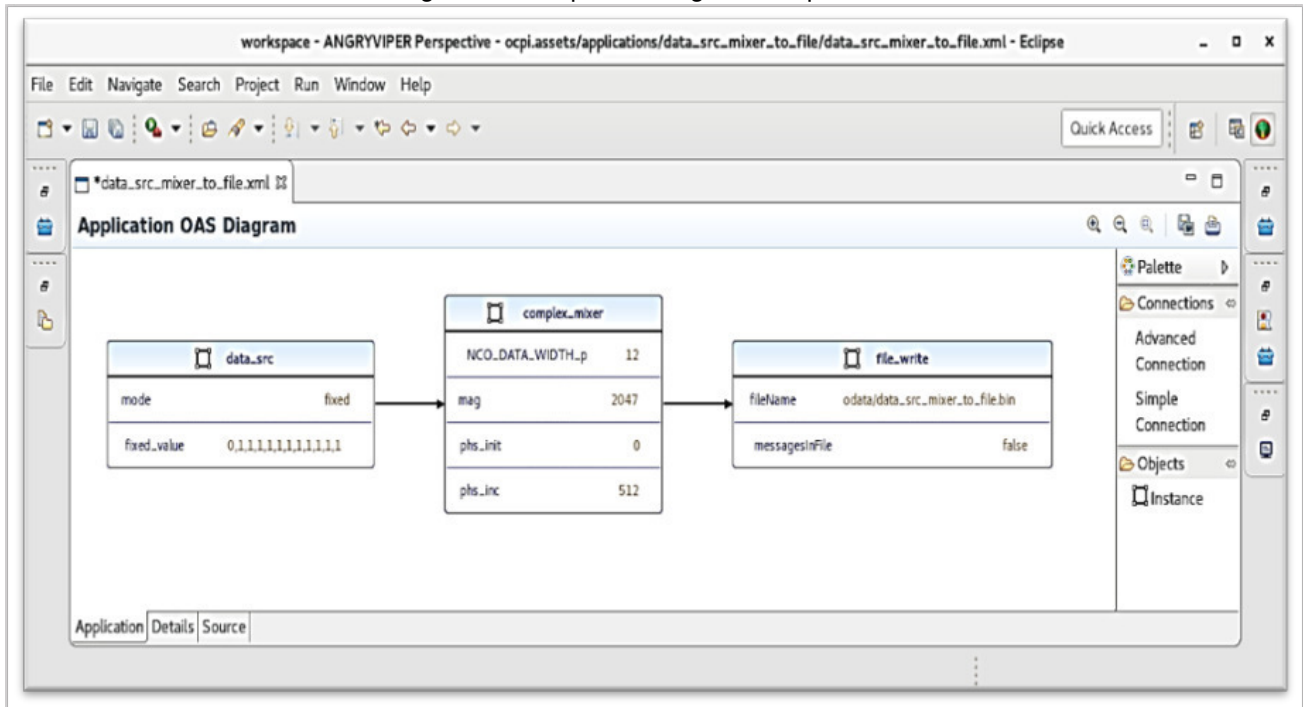 workspace - ANGRYVIPER Perspective - ocpi.assets/applications/data_src_mixer_to_file/data_src_mixer_to_file.xml - Eclipse
File Edit Navigate Search Project Run Window Help
Quick Access
*data_src_mixer_to_file.xml
Application OAS Diagram
Palette
Connections
Advanced
Connection
Simple
Connection
Objects
Instance
data_src
mode fixed
fixed_value 0,1,1,1,1,1,1,1,1,1,1,1
complex_mixer
NCO_DATA_WIDTH_p 12
mag 2047
phs_init 0
phs_inc 512
file_write
fileName odata/data_src_mixer_to_file.bin
messagesInFile false
Application Details Source